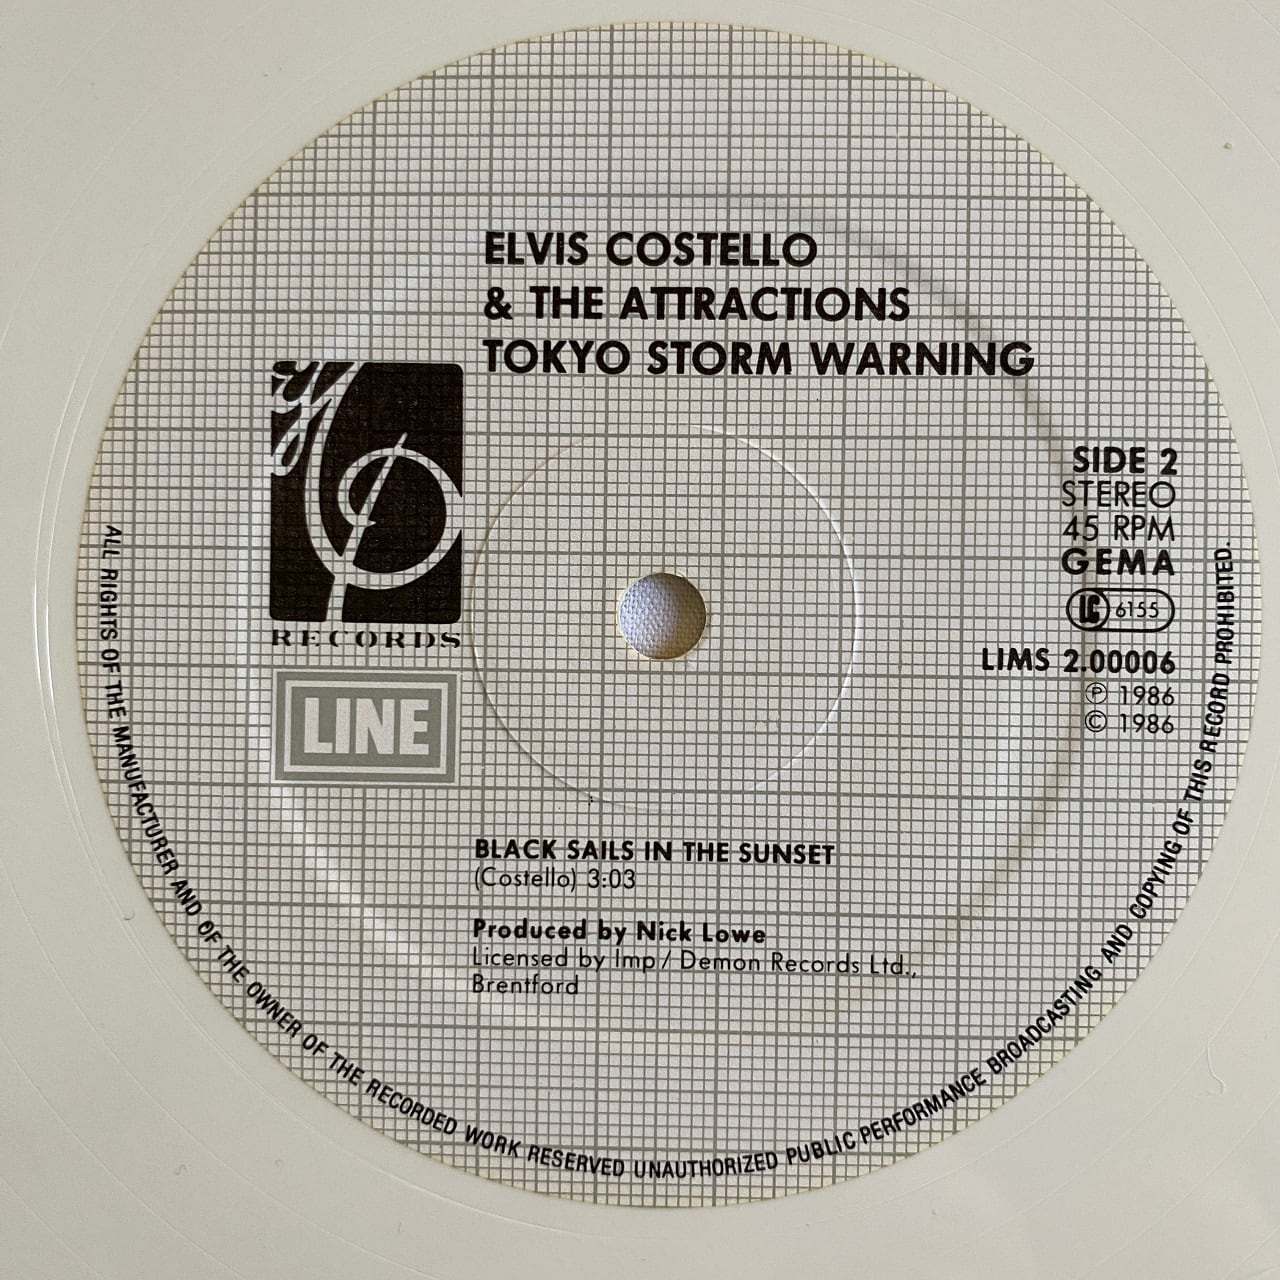 ELVIS COSTELLO
& THE ATTRACTIONS
TOKYO STORM WARNING
SIDE 2
STEREO
45 RPM
GEMA
LC 6155
LIMS 2.00006
Ⓟ 1986
© 1986
RECORDS
LINE
BLACK SAILS IN THE SUNSET
(Costello) 3:03
Produced by Nick Lowe
Licensed by Imp / Demon Records Ltd.,
Brentford
ALL RIGHTS OF THE MANUFACTURER AND OF THE OWNER OF THE RECORDED WORK RESERVED UNAUTHORIZED PUBLIC PERFORMANCE BROADCASTING AND COPYING OF THIS RECORD PROHIBITED.